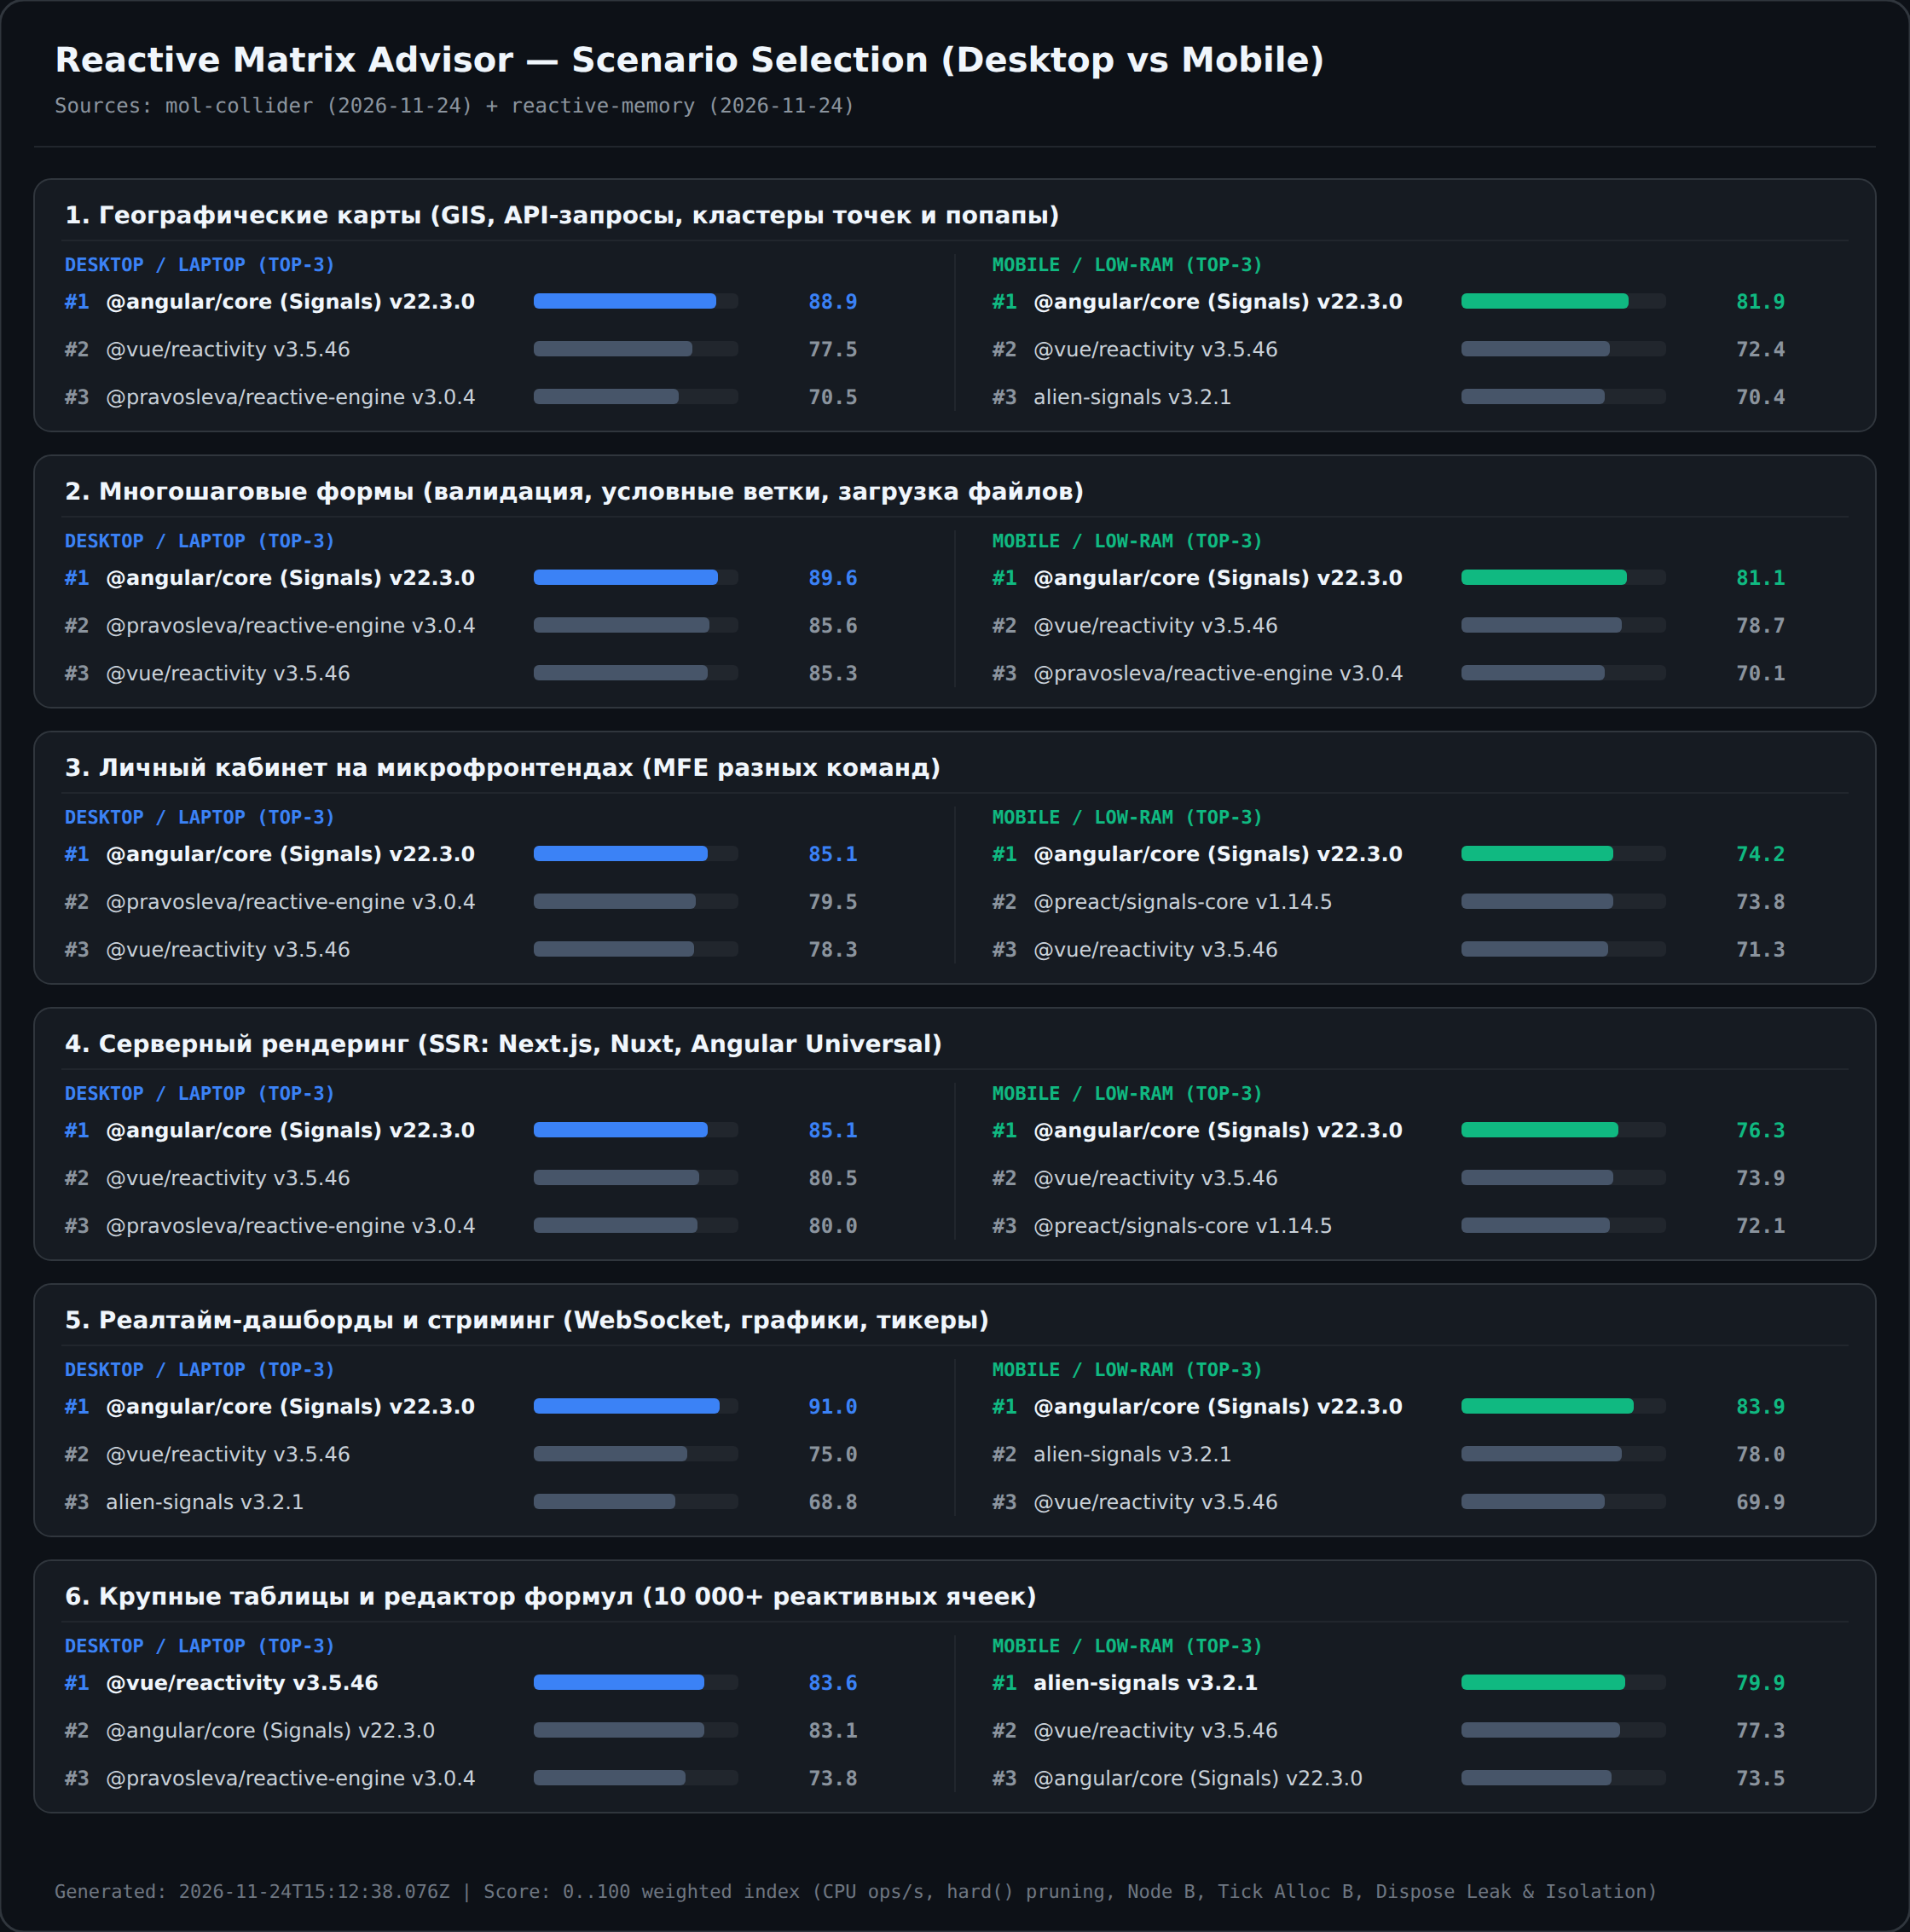 Reactive Matrix Advisor — Scenario Selection (Desktop vs Mobile)
Sources: mol-collider (2026-11-24) + reactive-memory (2026-11-24)
1. Географические карты (GIS, API-запросы, кластеры точек и попапы)
DESKTOP / LAPTOP (TOP-3)
#1 @angular/core (Signals) v22.3.0 88.9
#2 @vue/reactivity v3.5.46 77.5
#3 @pravosleva/reactive-engine v3.0.4 70.5
MOBILE / LOW-RAM (TOP-3)
#1 @angular/core (Signals) v22.3.0 81.9
#2 @vue/reactivity v3.5.46 72.4
#3 alien-signals v3.2.1 70.4
2. Многошаговые формы (валидация, условные ветки, загрузка файлов)
DESKTOP / LAPTOP (TOP-3)
#1 @angular/core (Signals) v22.3.0 89.6
#2 @pravosleva/reactive-engine v3.0.4 85.6
#3 @vue/reactivity v3.5.46 85.3
MOBILE / LOW-RAM (TOP-3)
#1 @angular/core (Signals) v22.3.0 81.1
#2 @vue/reactivity v3.5.46 78.7
#3 @pravosleva/reactive-engine v3.0.4 70.1
3. Личный кабинет на микрофронтендах (MFE разных команд)
DESKTOP / LAPTOP (TOP-3)
#1 @angular/core (Signals) v22.3.0 85.1
#2 @pravosleva/reactive-engine v3.0.4 79.5
#3 @vue/reactivity v3.5.46 78.3
MOBILE / LOW-RAM (TOP-3)
#1 @angular/core (Signals) v22.3.0 74.2
#2 @preact/signals-core v1.14.5 73.8
#3 @vue/reactivity v3.5.46 71.3
4. Серверный рендеринг (SSR: Next.js, Nuxt, Angular Universal)
DESKTOP / LAPTOP (TOP-3)
#1 @angular/core (Signals) v22.3.0 85.1
#2 @vue/reactivity v3.5.46 80.5
#3 @pravosleva/reactive-engine v3.0.4 80.0
MOBILE / LOW-RAM (TOP-3)
#1 @angular/core (Signals) v22.3.0 76.3
#2 @vue/reactivity v3.5.46 73.9
#3 @preact/signals-core v1.14.5 72.1
5. Реалтайм-дашборды и стриминг (WebSocket, графики, тикеры)
DESKTOP / LAPTOP (TOP-3)
#1 @angular/core (Signals) v22.3.0 91.0
#2 @vue/reactivity v3.5.46 75.0
#3 alien-signals v3.2.1 68.8
MOBILE / LOW-RAM (TOP-3)
#1 @angular/core (Signals) v22.3.0 83.9
#2 alien-signals v3.2.1 78.0
#3 @vue/reactivity v3.5.46 69.9
6. Крупные таблицы и редактор формул (10 000+ реактивных ячеек)
DESKTOP / LAPTOP (TOP-3)
#1 @vue/reactivity v3.5.46 83.6
#2 @angular/core (Signals) v22.3.0 83.1
#3 @pravosleva/reactive-engine v3.0.4 73.8
MOBILE / LOW-RAM (TOP-3)
#1 alien-signals v3.2.1 79.9
#2 @vue/reactivity v3.5.46 77.3
#3 @angular/core (Signals) v22.3.0 73.5
Generated: 2026-11-24T15:12:38.076Z | Score: 0..100 weighted index (CPU ops/s, hard() pruning, Node B, Tick Alloc B, Dispose Leak & Isolation)